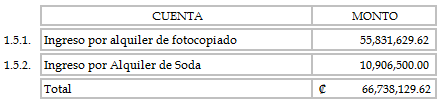 CUENTA MONTO
1.5.1. Ingreso por alquiler de fotocopiado 55,831,629.62
1.5.2. Ingreso por Alquiler de Soda 10,906,500.00
Total ₡ 66,738,129.62